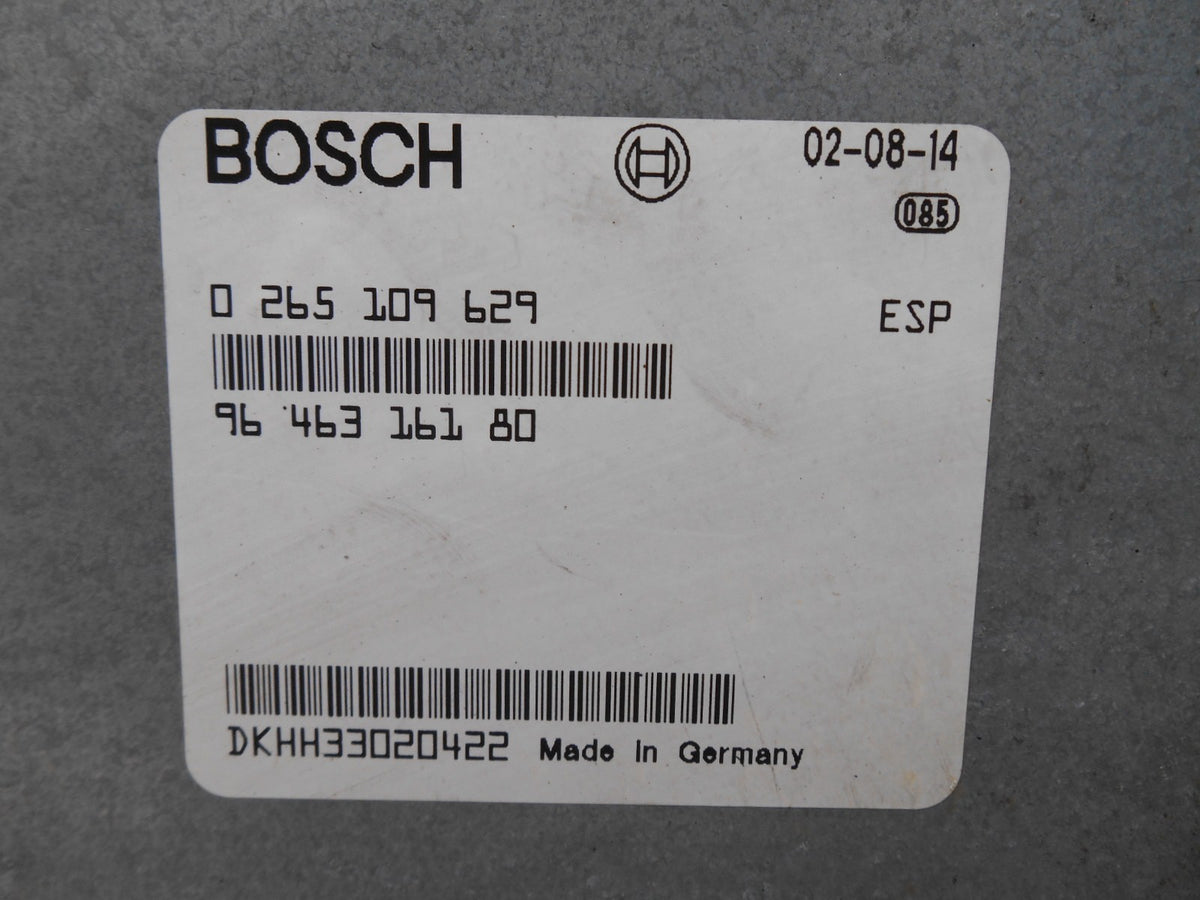 BOSCH 02-08-14
085
0 265 109 629 ESP
96 463 161 80
DKHH33020422 Made in Germany